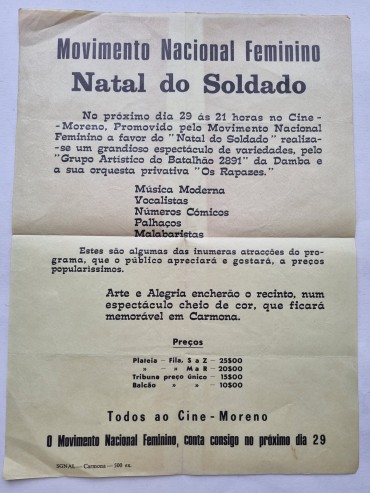 Movimento Nacional Feminino
Natal do Soldado
No próximo dia 29 ás 21 horas no Cine -
-Moreno, Promovido pelo Movimento Nacional
Feminino a favor do "Natal do Soldado" realiza-
-se um grandioso espectáculo de variedades, pelo
"Grupo Artístico do Batalhão 2891" da Damba e
a sua orquestra privativa "Os Rapazes."
Música Moderna
Vocalistas
Números Cómicos
Palhaços
Malabaristas
Estes são algumas das inumeras atracções do pro-
grama, que o público apreciará e gostará, a preços
popularissimos.
Arte e Alegria encherão o recinto, num
espectáculo cheio de cor, que ficará
memorável em Carmona.
Preços
Plateia — Fila, S a Z — 25$00
» — » M a R — 20$00
Tribuna preço único — 15$00
Balcão » » — 10$00
Todos ao Cine - Moreno
O Movimento Nacional Feminino, conta consigo no próximo dia 29
SGNAL — Carmona — 500 ex.